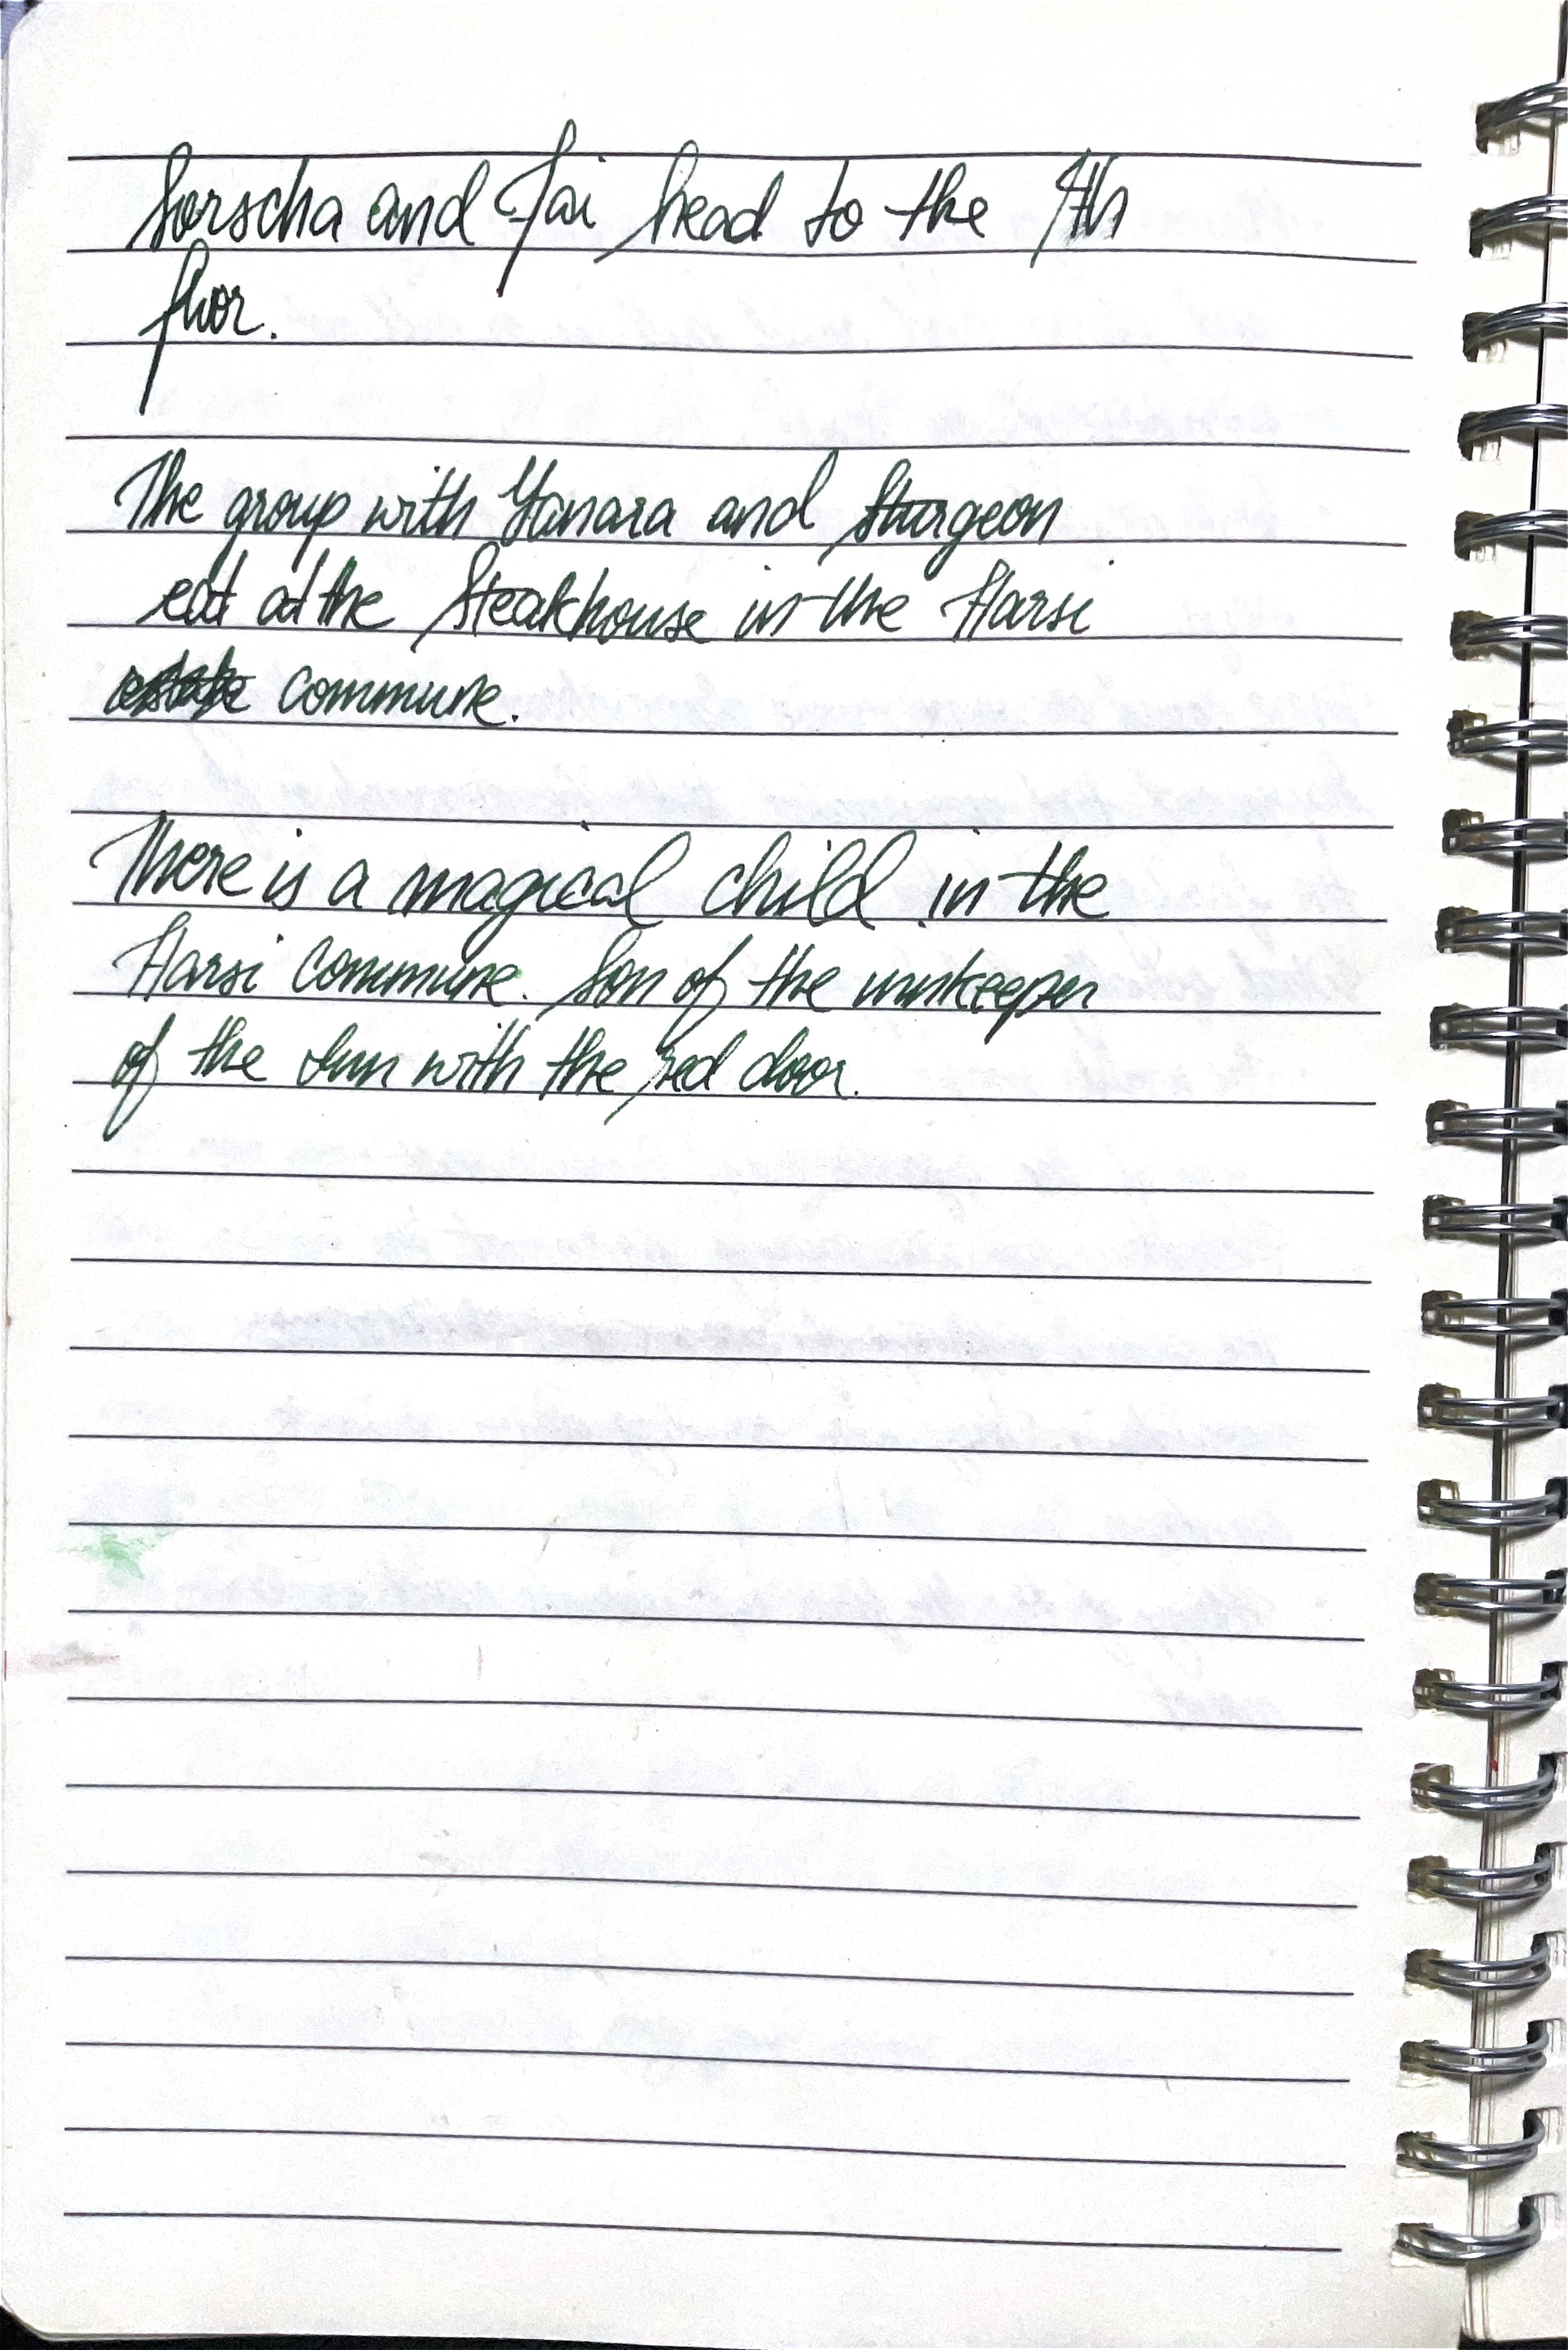 Sorscha and Jai head to the 7th
floor.
The group with Yanara and Sturgeon
eat at the Steakhouse in the Harsi
commune.
There is a magical child in the
Harsi commune. Son of the innkeeper
of the Inn with the red door.